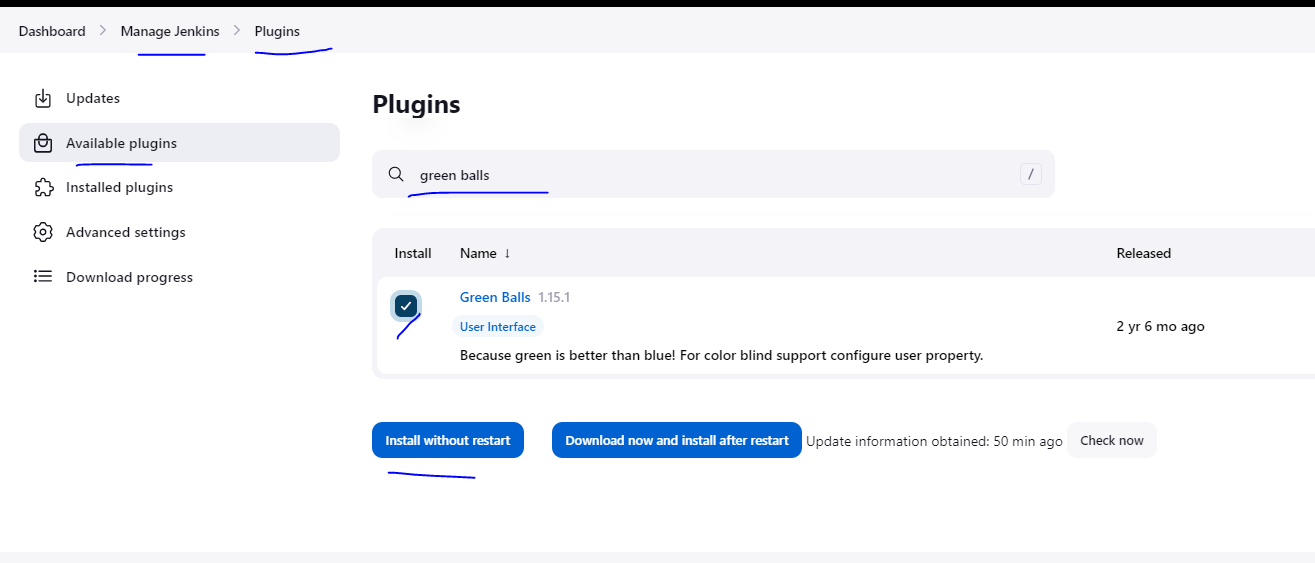 Dashboard > Manage Jenkins > Plugins
Updates
Available plugins
Installed plugins
Advanced settings
Download progress
Plugins
green balls /
Install Name ↓ Released
Green Balls 1.15.1
User Interface
2 yr 6 mo ago
Because green is better than blue! For color blind support configure user property.
Install without restart Download now and install after restart Update information obtained: 50 min ago Check now